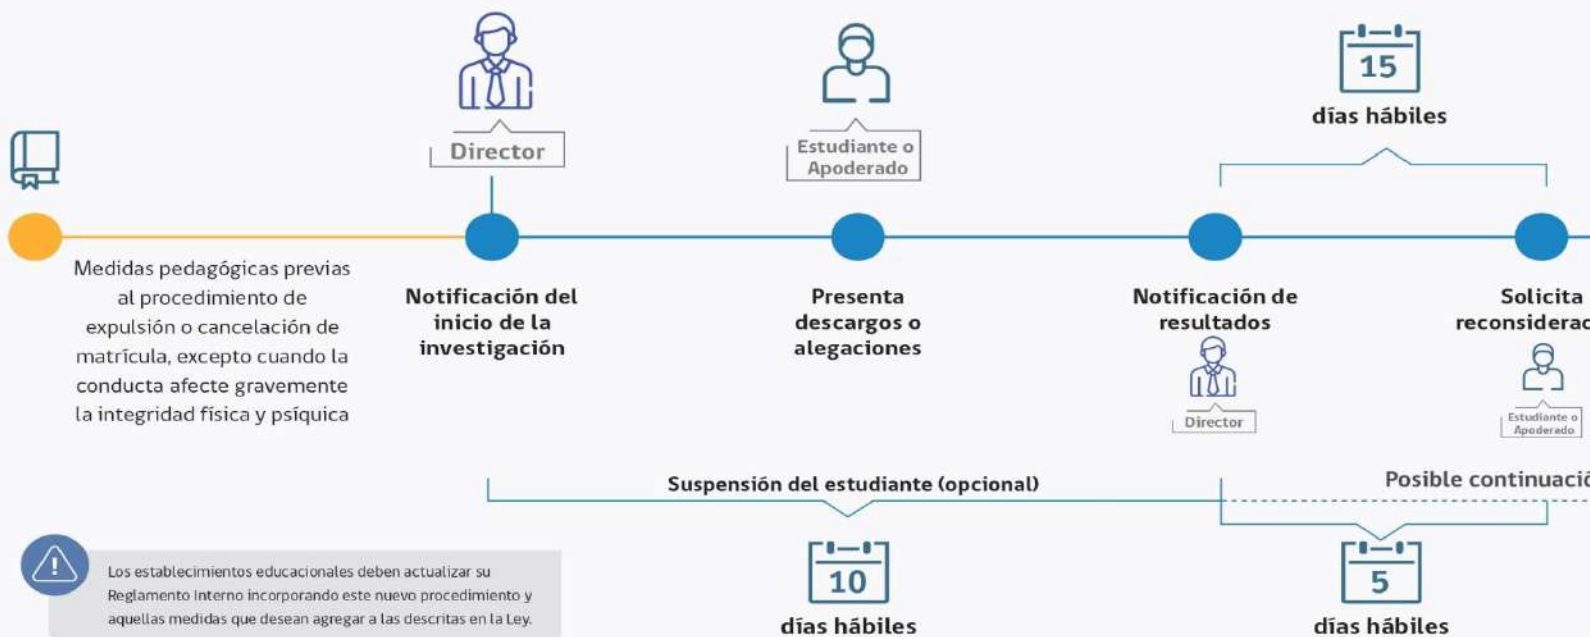 Director
Estudiante o
Apoderado
15
días hábiles
Medidas pedagógicas previas
al procedimiento de
expulsión o cancelación de
matrícula, excepto cuando la
conducta afecte gravemente
la integridad física y psíquica
Notificación del
inicio de la
investigación
Presenta
descargos o
alegaciones
Notificación de
resultados
Director
Solicita
reconsiderac
Estudiante o
Apoderado
Suspensión del estudiante (opcional)
Posible continuació
10
días hábiles
5
días hábiles
!
Los establecimientos educacionales deben actualizar su
Reglamento Interno incorporando este nuevo procedimiento y
aquellas medidas que desean agregar a las descritas en la Ley.